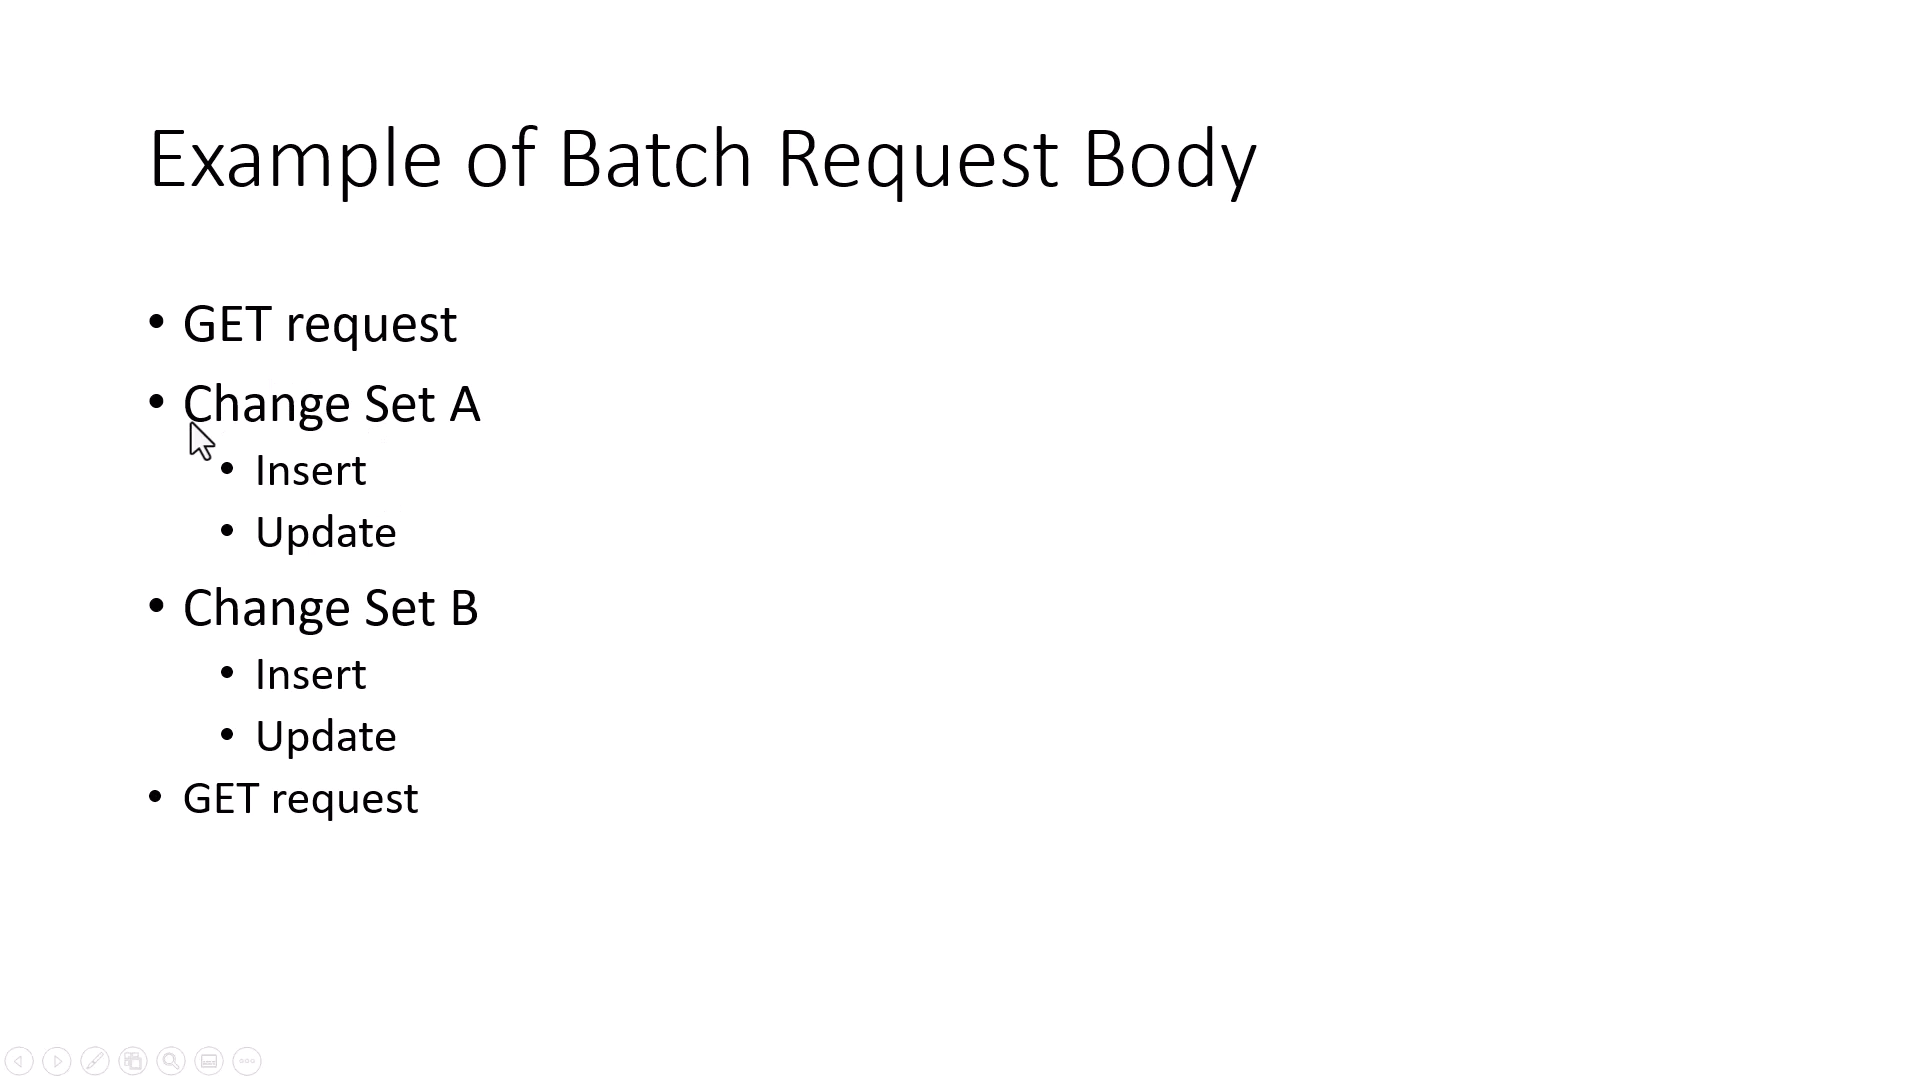 Example of Batch Request Body
• GET request
• Change Set A
• Insert
• Update
• Change Set B
• Insert
• Update
• GET request